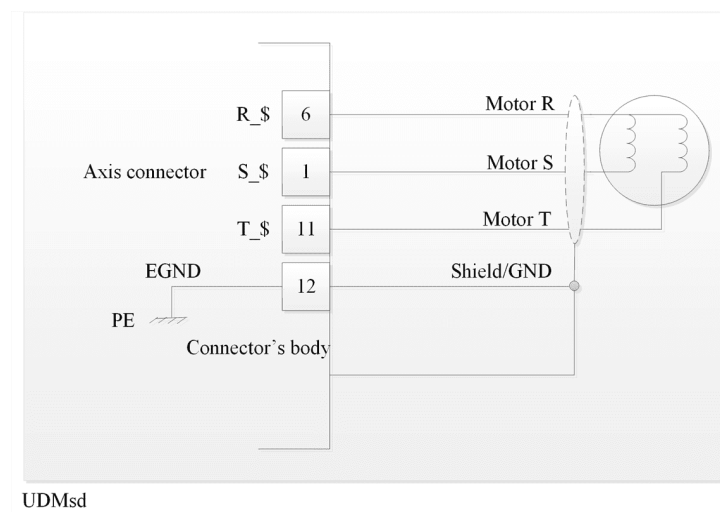 Motor R
R_$ 6
Motor S
Axis connector S_$ 1
Motor T
T_$ 11
EGND 12 Shield/GND
PE
Connector's body
UDMsd